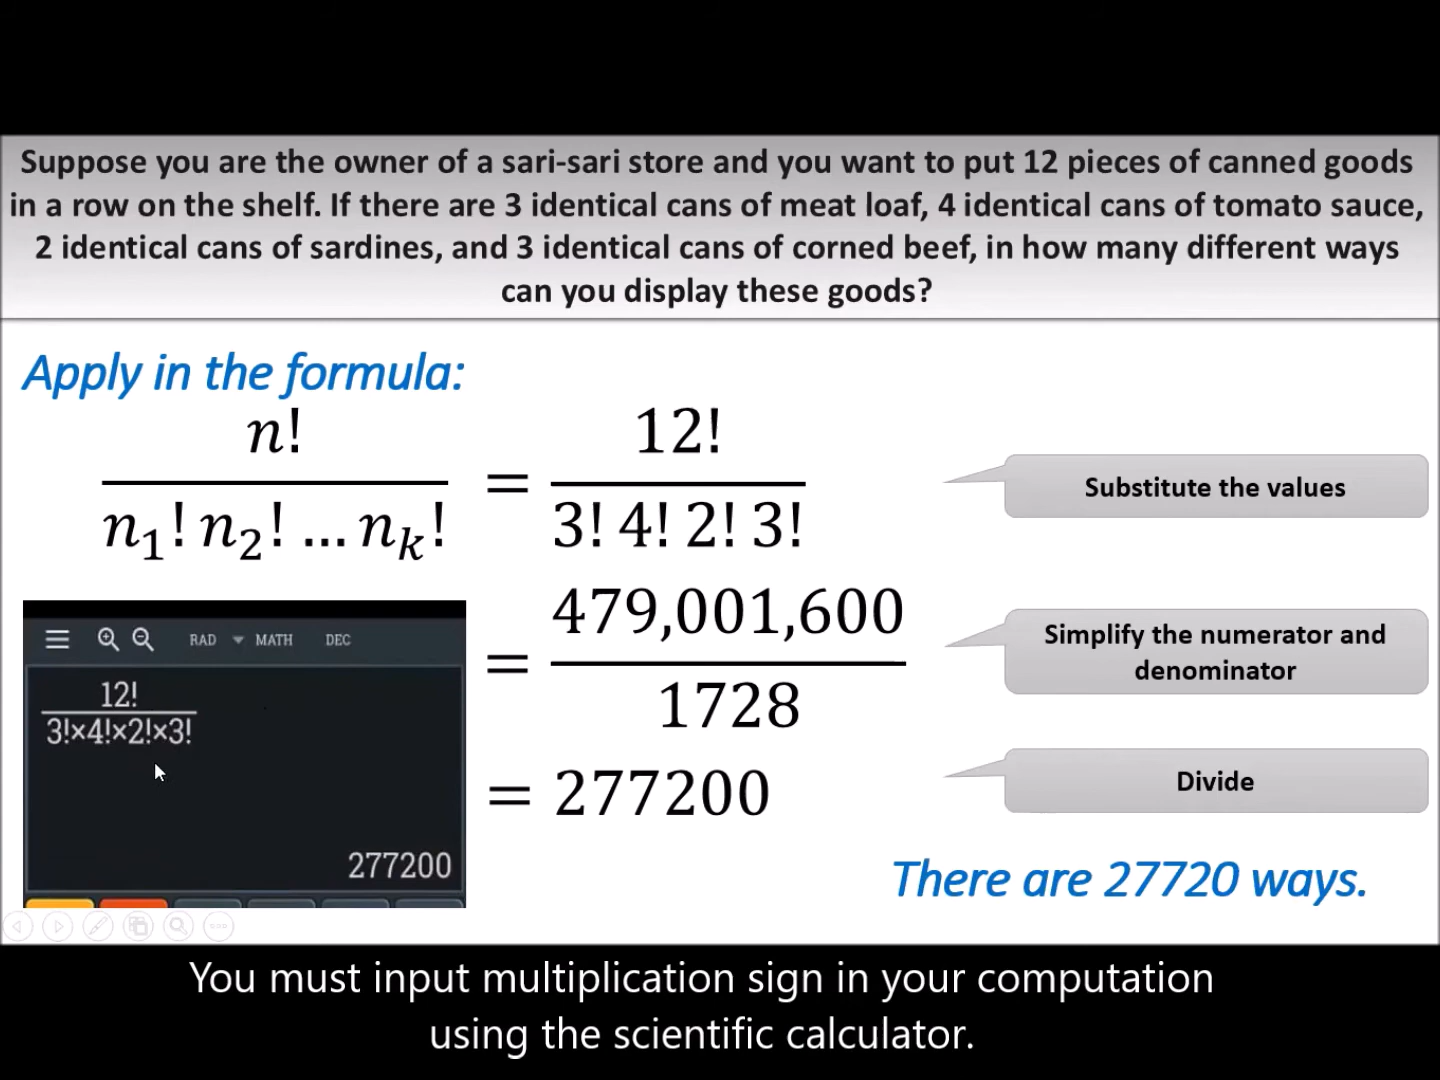 Suppose you are the owner of a sari-sari store and you want to put 12 pieces of canned goods
in a row on the shelf. If there are 3 identical cans of meat loaf, 4 identical cans of tomato sauce,
2 identical cans of sardines, and 3 identical cans of corned beef, in how many different ways
can you display these goods?
Apply in the formula:
n!
n₁! n₂! … nₖ!
=
12!
3! 4! 2! 3!
Substitute the values
=
479,001,600
1728
Simplify the numerator and
denominator
= 277200
Divide
RAD MATH DEC
12!
3!×4!×2!×3!
277200
There are 27720 ways.
You must input multiplication sign in your computation
using the scientific calculator.